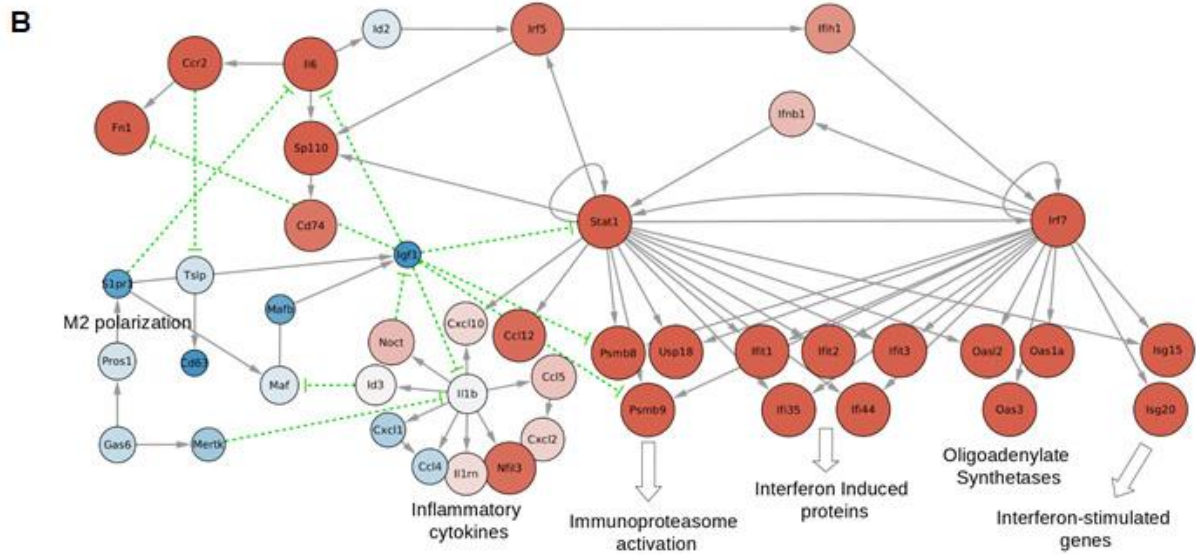 B
Id2
Irf5
Ifih1
Ccr2
Il6
Ifnb1
Fn1
Sp110
Cd74
Stat1
Irf7
Igf1
S1pr1
Tslp
Mafb
M2 polarization
Cxcl10
Ccl12
Noct
Psmb8
Usp18
Ifit1
Ifit2
Ifit3
Oasl2
Oas1a
Isg15
Pros1
Cd63
Maf
Id3
Il1b
Ccl5
Psmb9
Ifi35
Ifi44
Oas3
Isg20
Gas6
Mertk
Cxcl1
Cxcl2
Ccl4
Il1rn
Nfil3
Inflammatory
cytokines
Immunoproteasome
activation
Interferon Induced
proteins
Oligoadenylate
Synthetases
Interferon-stimulated
genes